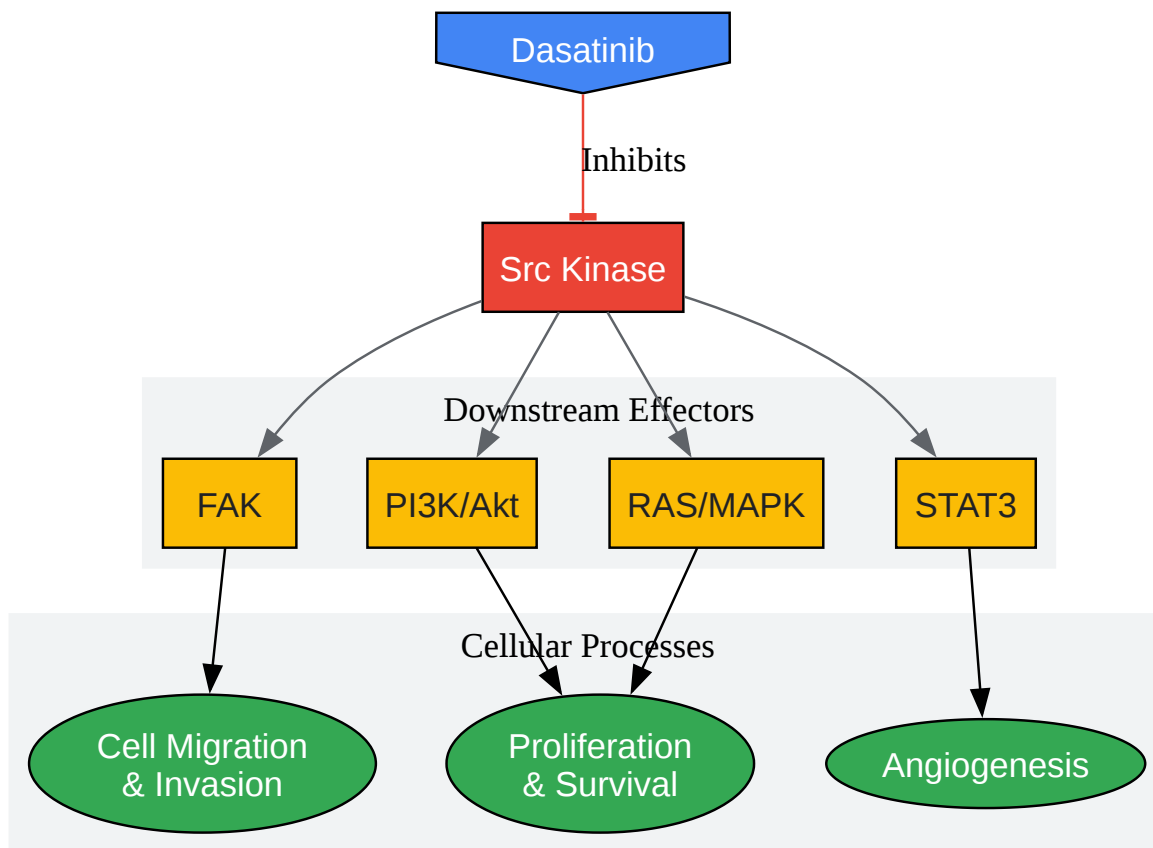 Dasatinib
Inhibits
Src Kinase
Downstream Effectors
FAK
PI3K/Akt
RAS/MAPK
STAT3
Cellular Processes
Cell Migration
& Invasion
Proliferation
& Survival
Angiogenesis